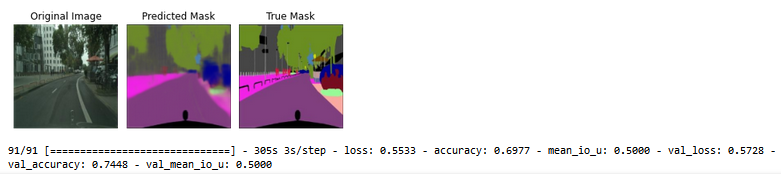 Original Image Predicted Mask True Mask
91/91 [==============================] - 305s 3s/step - loss: 0.5533 - accuracy: 0.6977 - mean_io_u: 0.5000 - val_loss: 0.5728 -
val_accuracy: 0.7448 - val_mean_io_u: 0.5000